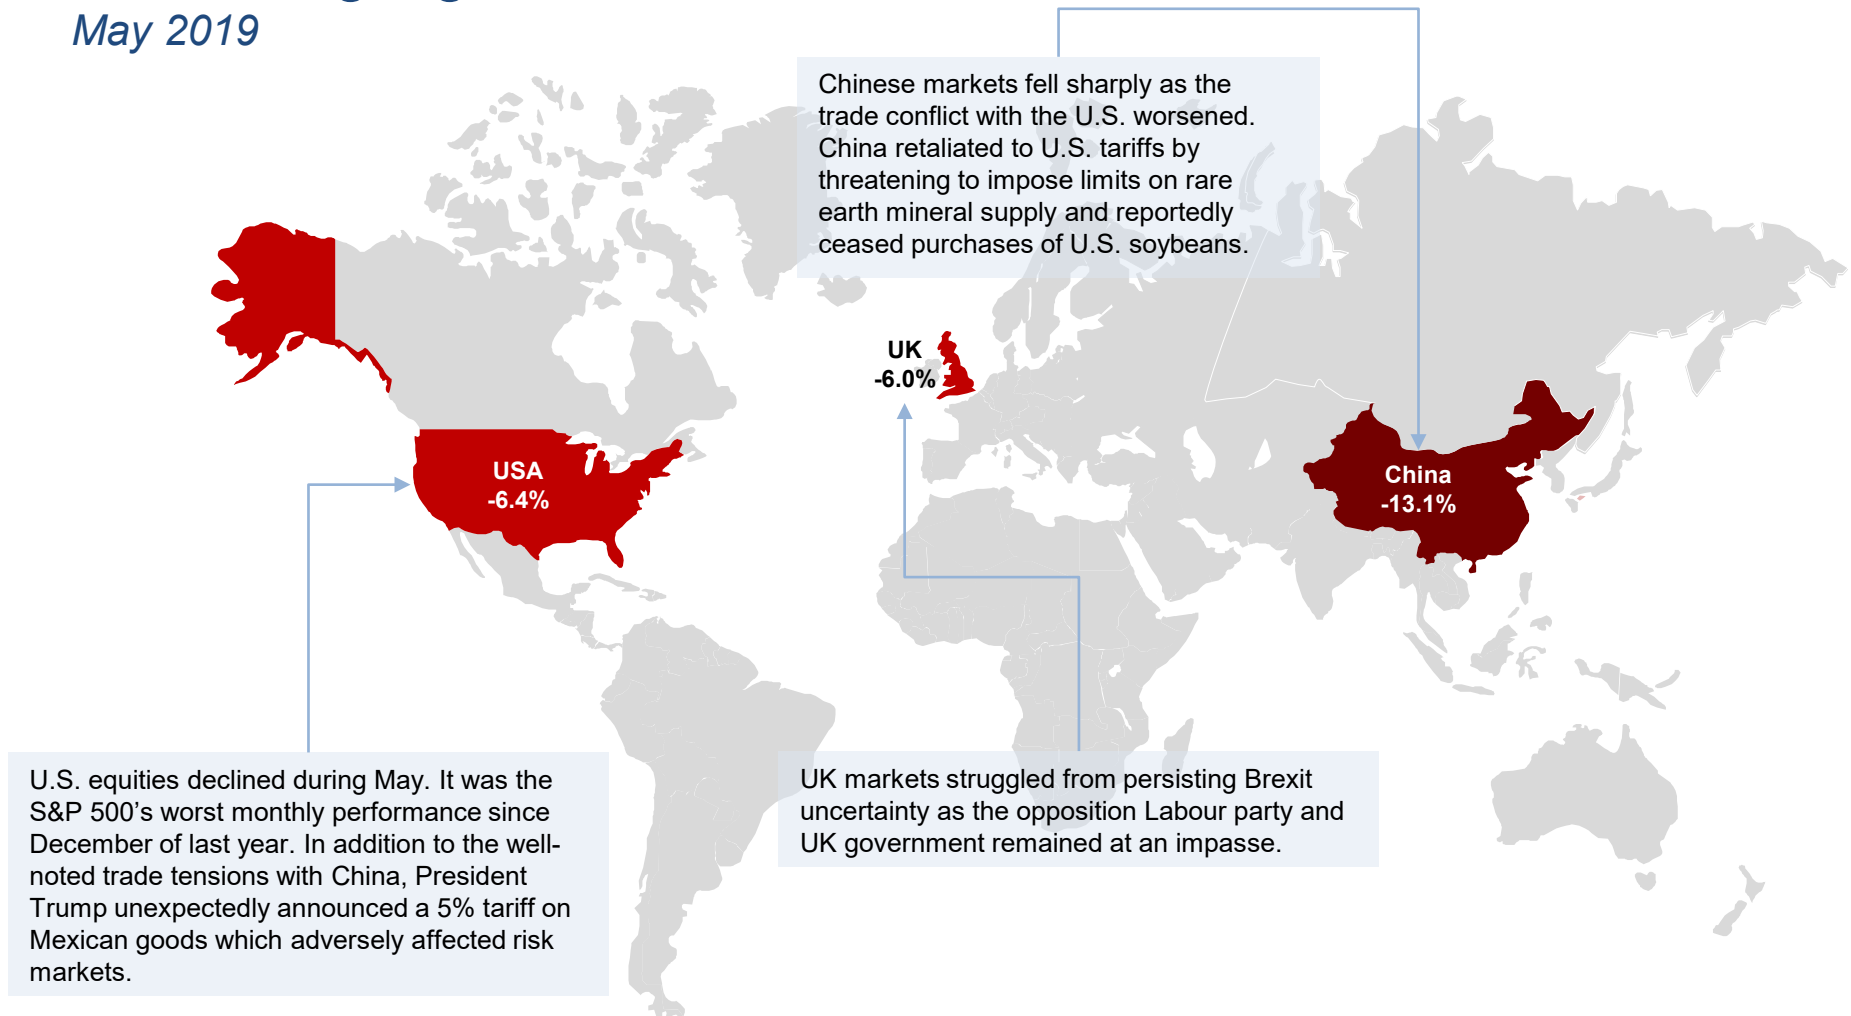 May 2019
Chinese markets fell sharply as the
trade conflict with the U.S. worsened.
China retaliated to U.S. tariffs by
threatening to impose limits on rare
earth mineral supply and reportedly
ceased purchases of U.S. soybeans.
UK
-6.0%
USA
-6.4%
China
-13.1%
U.S. equities declined during May. It was the
S&P 500’s worst monthly performance since
December of last year. In addition to the well-
noted trade tensions with China, President
Trump unexpectedly announced a 5% tariff on
Mexican goods which adversely affected risk
markets.
UK markets struggled from persisting Brexit
uncertainty as the opposition Labour party and
UK government remained at an impasse.